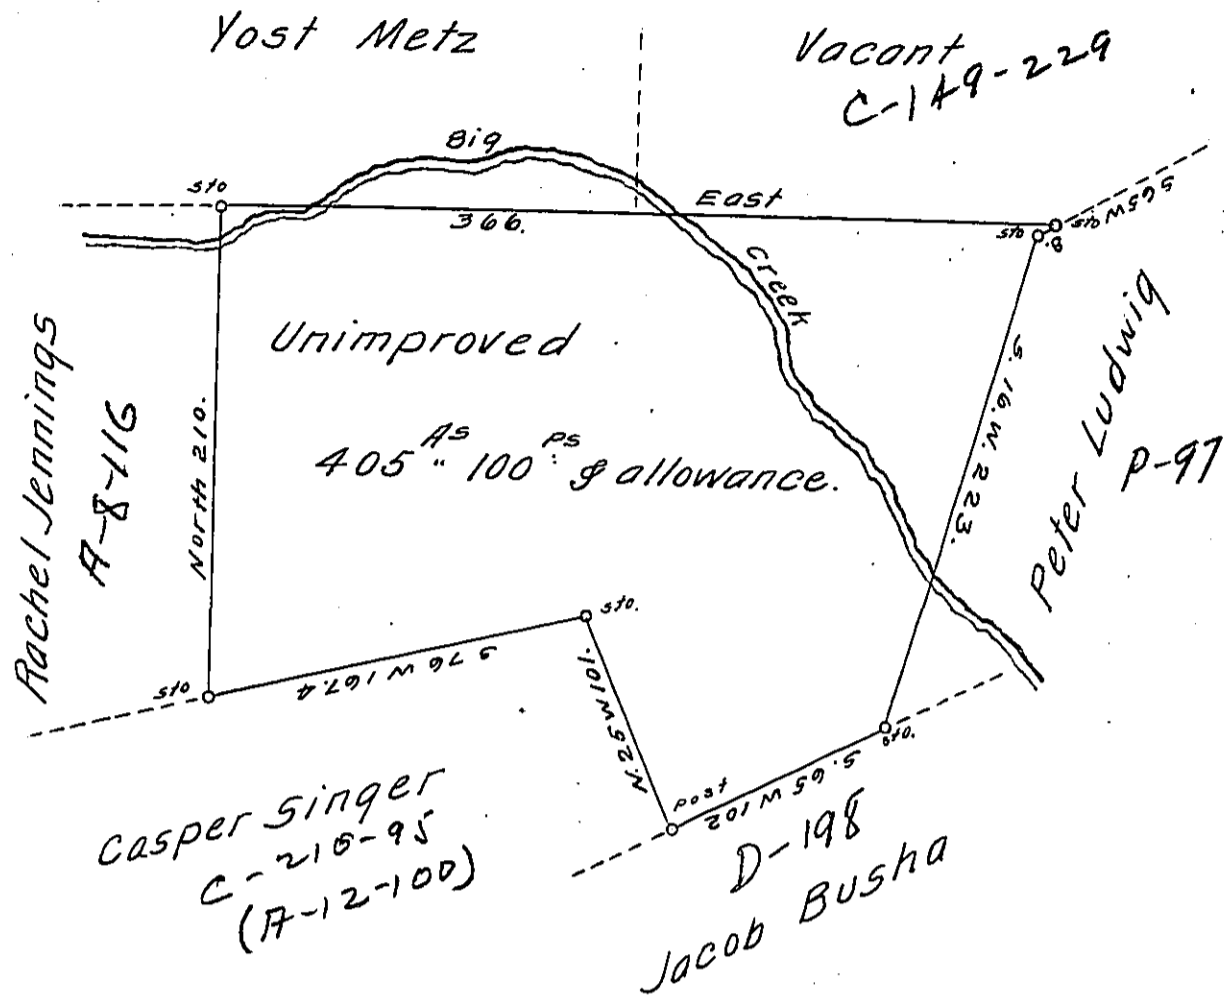 Yost Metz
Vacant
C-149-229
Big
sto
East
366.
S65W
sto
sto
8.
Creek
Unimproved
Rachel Jennings
A-8-116
North 210.
S. 16. W. 223.
Peter Ludwig
P-97
405 As " 100 Ps : & allowance.
sto.
S 76 W 167.4
sto
N. 25 W 101.
sto.
post
S. 65 W 102
Casper Singer
C-216-95
(A-12-100)
D-198
Jacob Busha